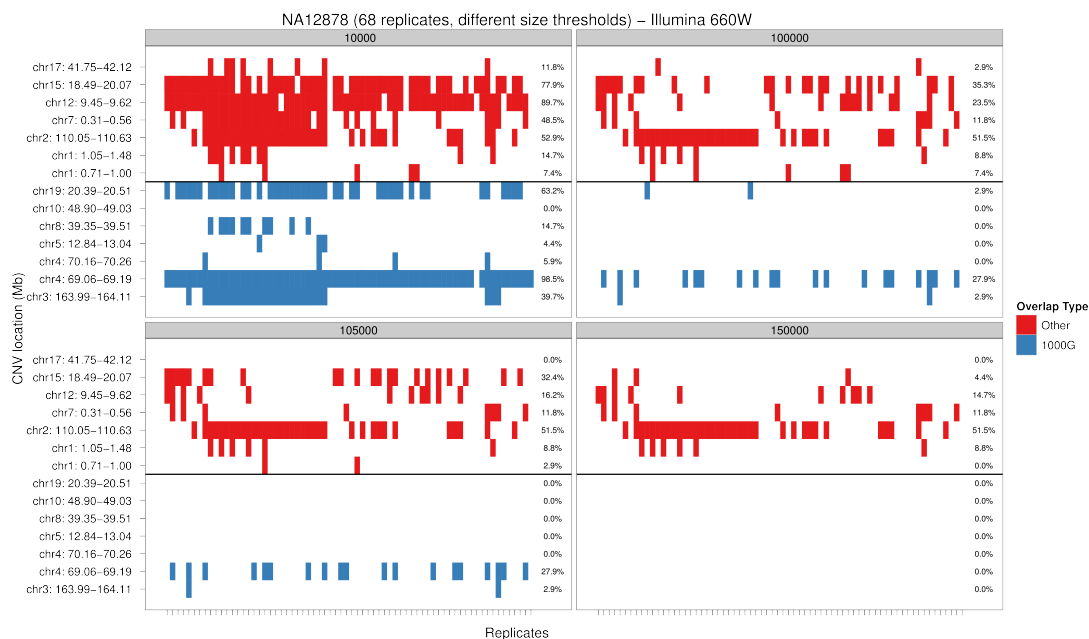 NA12878 (68 replicates, different size thresholds) − Illumina 660W
10000
100000
chr17: 41.75−42.12
11.8%
2.9%
chr15: 18.49−20.07
77.9%
35.3%
chr12: 9.45−9.62
89.7%
23.5%
chr7: 0.31−0.56
48.5%
11.8%
chr2: 110.05−110.63
52.9%
51.5%
chr1: 1.05−1.48
14.7%
8.8%
chr1: 0.71−1.00
7.4%
7.4%
chr19: 20.39−20.51
63.2%
2.9%
chr10: 48.90−49.03
0.0%
0.0%
chr8: 39.35−39.51
14.7%
0.0%
chr5: 12.84−13.04
4.4%
0.0%
chr4: 70.16−70.26
5.9%
0.0%
chr4: 69.06−69.19
98.5%
27.9%
chr3: 163.99−164.11
39.7%
2.9%
CNV location (Mb)
Overlap Type
Other
1000G
105000
150000
chr17: 41.75−42.12
0.0%
0.0%
chr15: 18.49−20.07
32.4%
4.4%
chr12: 9.45−9.62
16.2%
14.7%
chr7: 0.31−0.56
11.8%
11.8%
chr2: 110.05−110.63
51.5%
51.5%
chr1: 1.05−1.48
8.8%
8.8%
chr1: 0.71−1.00
2.9%
0.0%
chr19: 20.39−20.51
0.0%
0.0%
chr10: 48.90−49.03
0.0%
0.0%
chr8: 39.35−39.51
0.0%
0.0%
chr5: 12.84−13.04
0.0%
0.0%
chr4: 70.16−70.26
0.0%
0.0%
chr4: 69.06−69.19
27.9%
0.0%
chr3: 163.99−164.11
2.9%
0.0%
Replicates